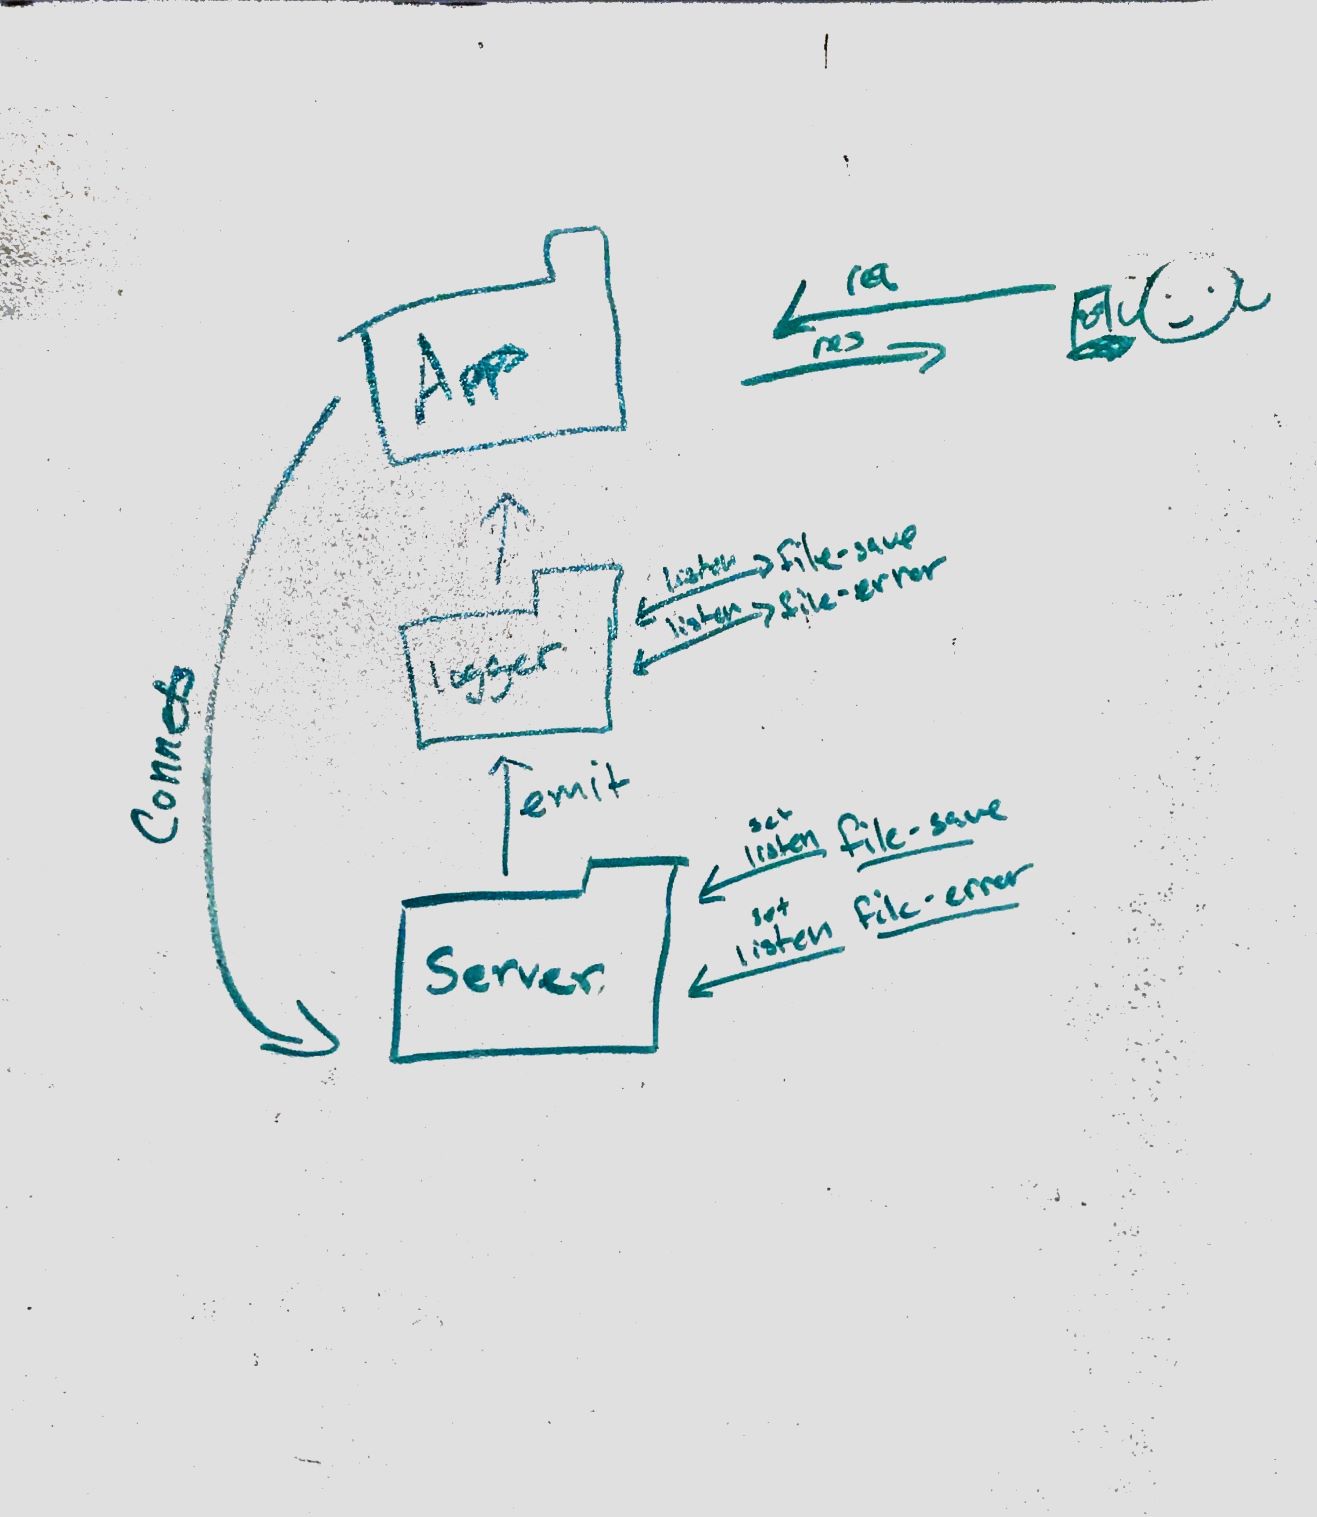 req
res
App
listen file-save
listen file-error
logger
Connets
emit
set
listen file-save
set
listen file-error
Server